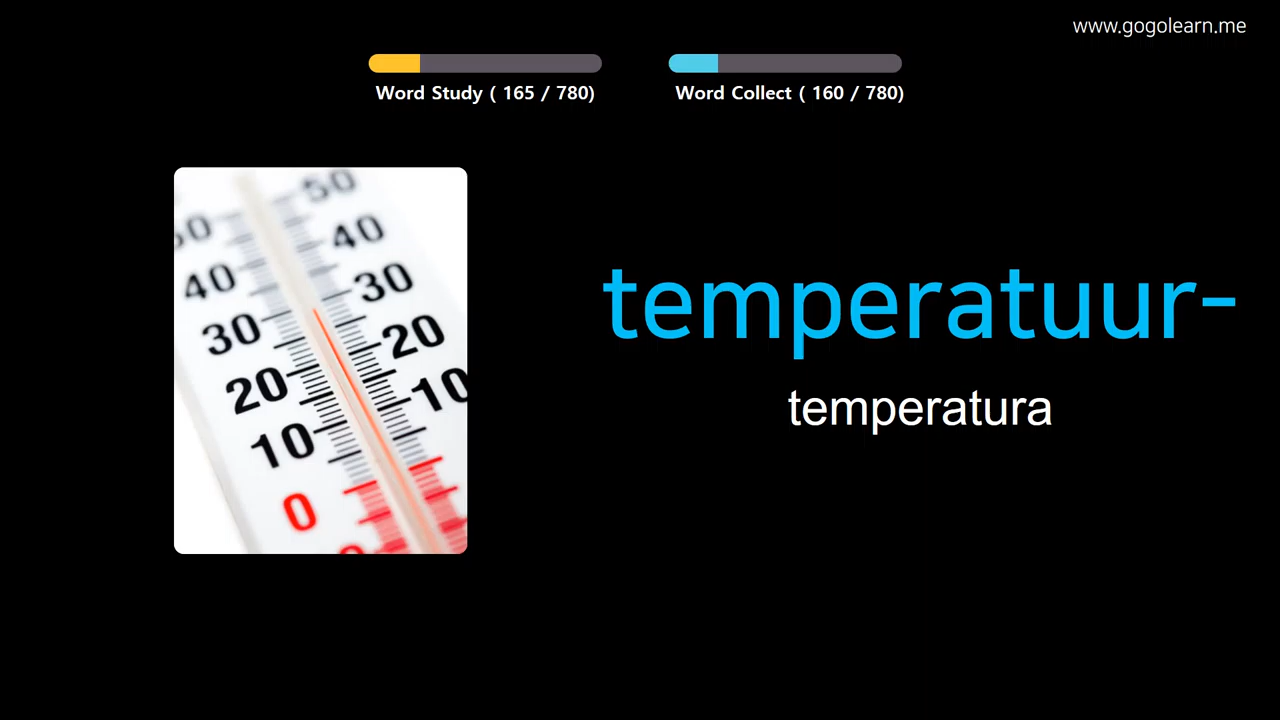 www.gogolearn.me
Word Study ( 165 / 780)
Word Collect ( 160 / 780)
temperatuur-
temperatura
50
50
40
40
30
30
20
20
10
10
0